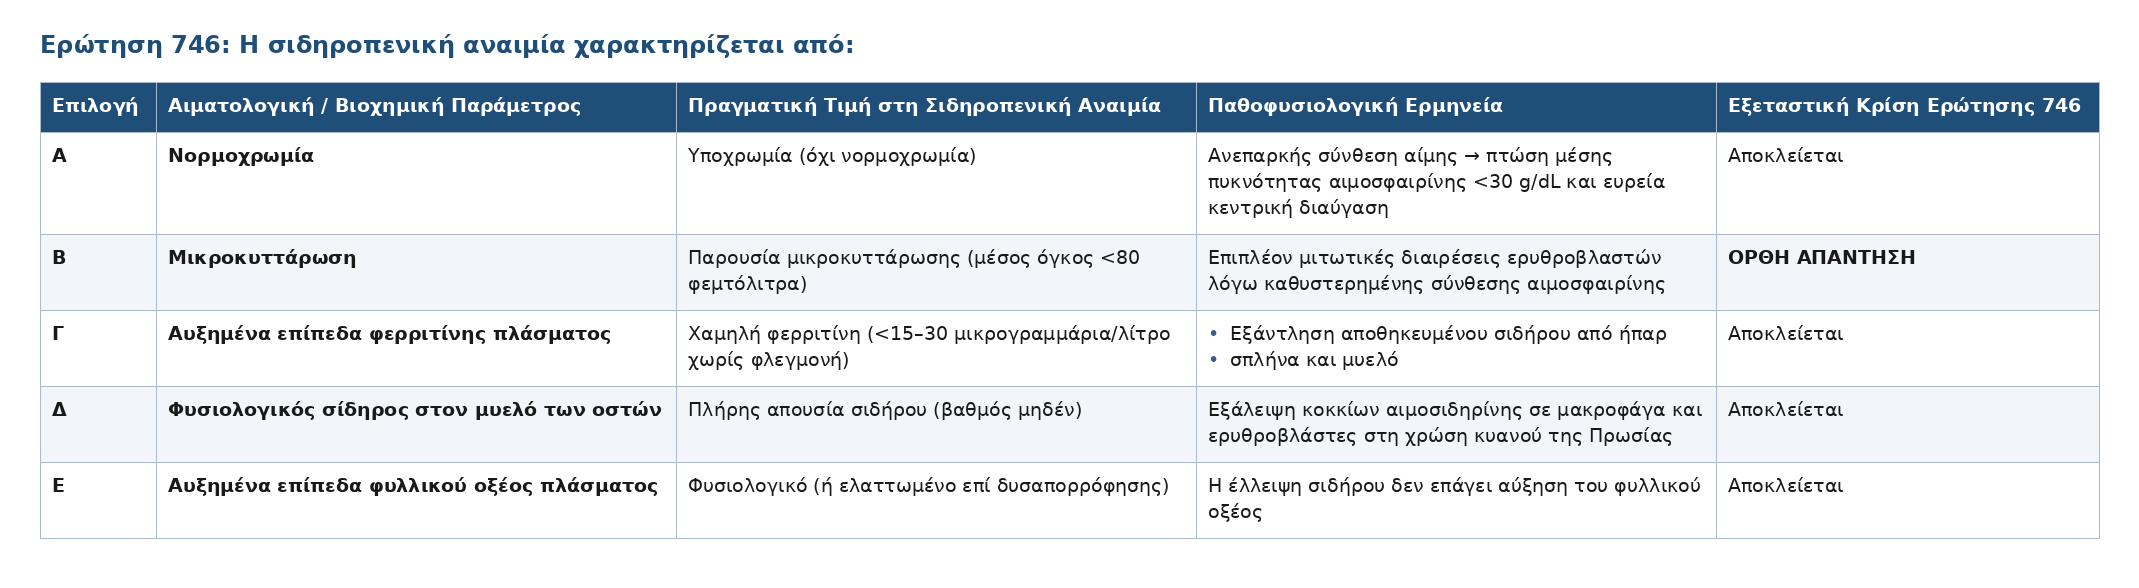 Ερώτηση 746: Η σιδηροπενική αναιμία χαρακτηρίζεται από:
Επιλογή Αιματολογική / Βιοχημική Παράμετρος Πραγματική Τιμή στη Σιδηροπενική Αναιμία Παθοφυσιολογική Ερμηνεία Εξεταστική Κρίση Ερώτησης 746
Α Νορμοχρωμία Υποχρωμία (όχι νορμοχρωμία) Ανεπαρκής σύνθεση αίμης → πτώση μέσης Αποκλείεται
πυκνότητας αιμοσφαιρίνης <30 g/dL και ευρεία
κεντρική διαύγαση
Β Μικροκυττάρωση Παρουσία μικροκυττάρωσης (μέσος όγκος <80 Επιπλέον μιτωτικές διαιρέσεις ερυθροβλαστών ΟΡΘΗ ΑΠΑΝΤΗΣΗ
φεμτόλιτρα) λόγω καθυστερημένης σύνθεσης αιμοσφαιρίνης
Γ Αυξημένα επίπεδα φερριτίνης πλάσματος Χαμηλή φερριτίνη (<15–30 μικρογραμμάρια/λίτρο • Εξάντληση αποθηκευμένου σιδήρου από ήπαρ Αποκλείεται
χωρίς φλεγμονή) • σπλήνα και μυελό
Δ Φυσιολογικός σίδηρος στον μυελό των οστών Πλήρης απουσία σιδήρου (βαθμός μηδέν) Εξάλειψη κοκκίων αιμοσιδηρίνης σε μακροφάγα και Αποκλείεται
ερυθροβλάστες στη χρώση κυανού της Πρωσίας
Ε Αυξημένα επίπεδα φυλλικού οξέος πλάσματος Φυσιολογικό (ή ελαττωμένο επί δυσαπορρόφησης) Η έλλειψη σιδήρου δεν επάγει αύξηση του φυλλικού Αποκλείεται
οξέος